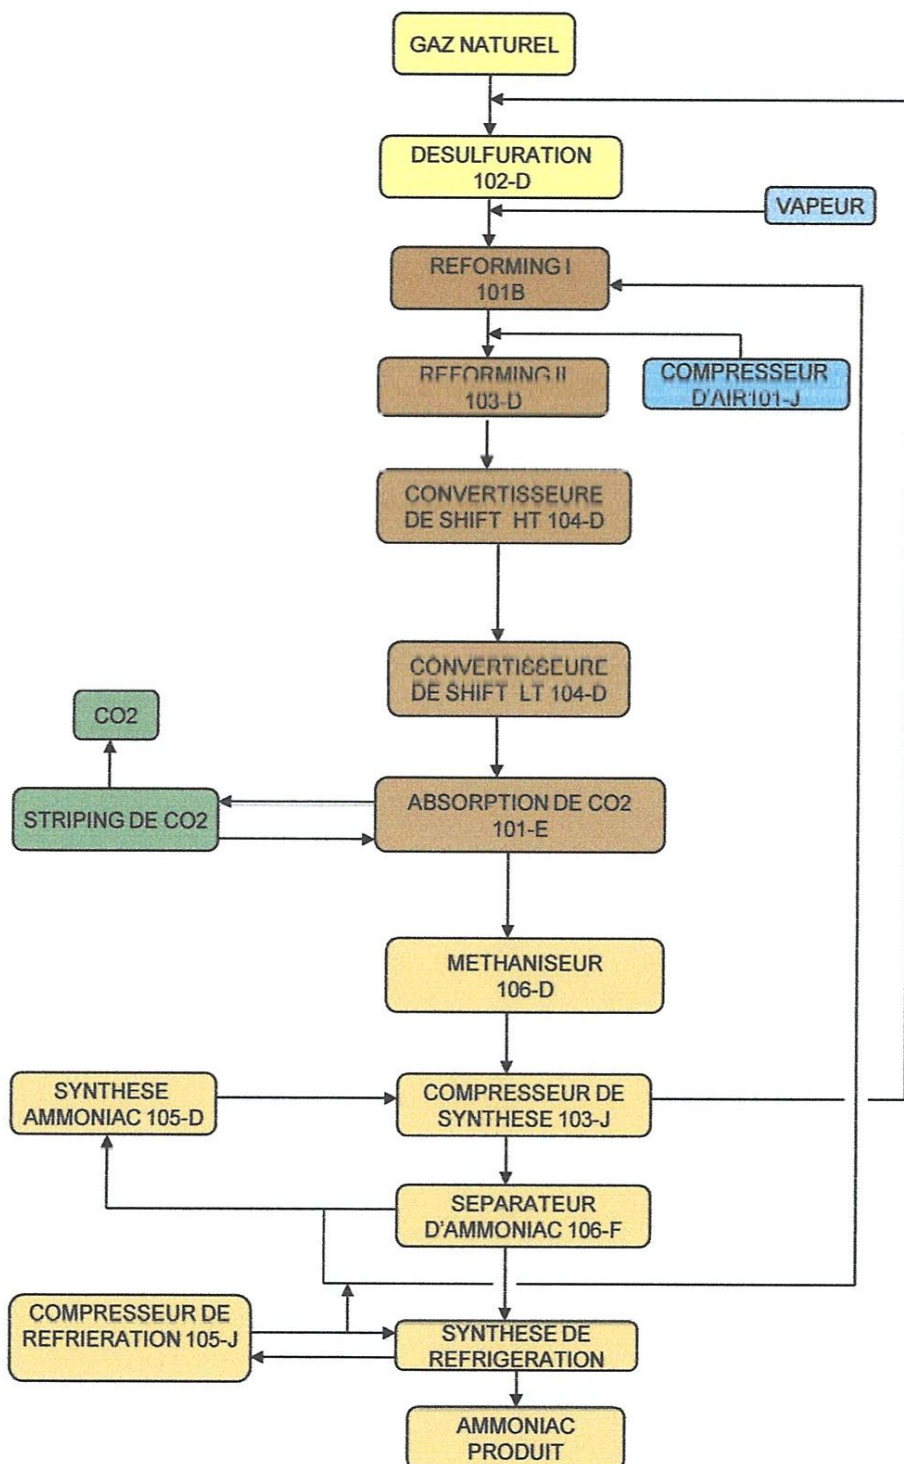 GAZ NATUREL
DESULFURATION
102-D
VAPEUR
REFORMING I
101B
REFORMING II
103-D
COMPRESSEUR
D'AIR101-J
CONVERTISSEURE
DE SHIFT HT 104-D
CONVERTISSEURE
DE SHIFT LT 104-D
CO2
STRIPING DE CO2
ABSORPTION DE CO2
101-E
METHANISEUR
106-D
SYNTHESE
AMMONIAC 105-D
COMPRESSEUR DE
SYNTHESE 103-J
SEPARATEUR
D'AMMONIAC 106-F
COMPRESSEUR DE
REFRIERATION 105-J
SYNTHESE DE
REFRIGERATION
AMMONIAC
PRODUIT